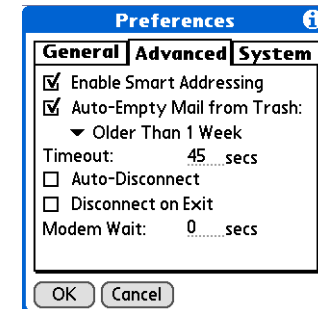 Preferences
General Advanced System
Enable Smart Addressing
Auto-Empty Mail from Trash:
Older Than 1 Week
Timeout: 45 secs
Auto-Disconnect
Disconnect on Exit
Modem Wait: 0 secs
OK Cancel